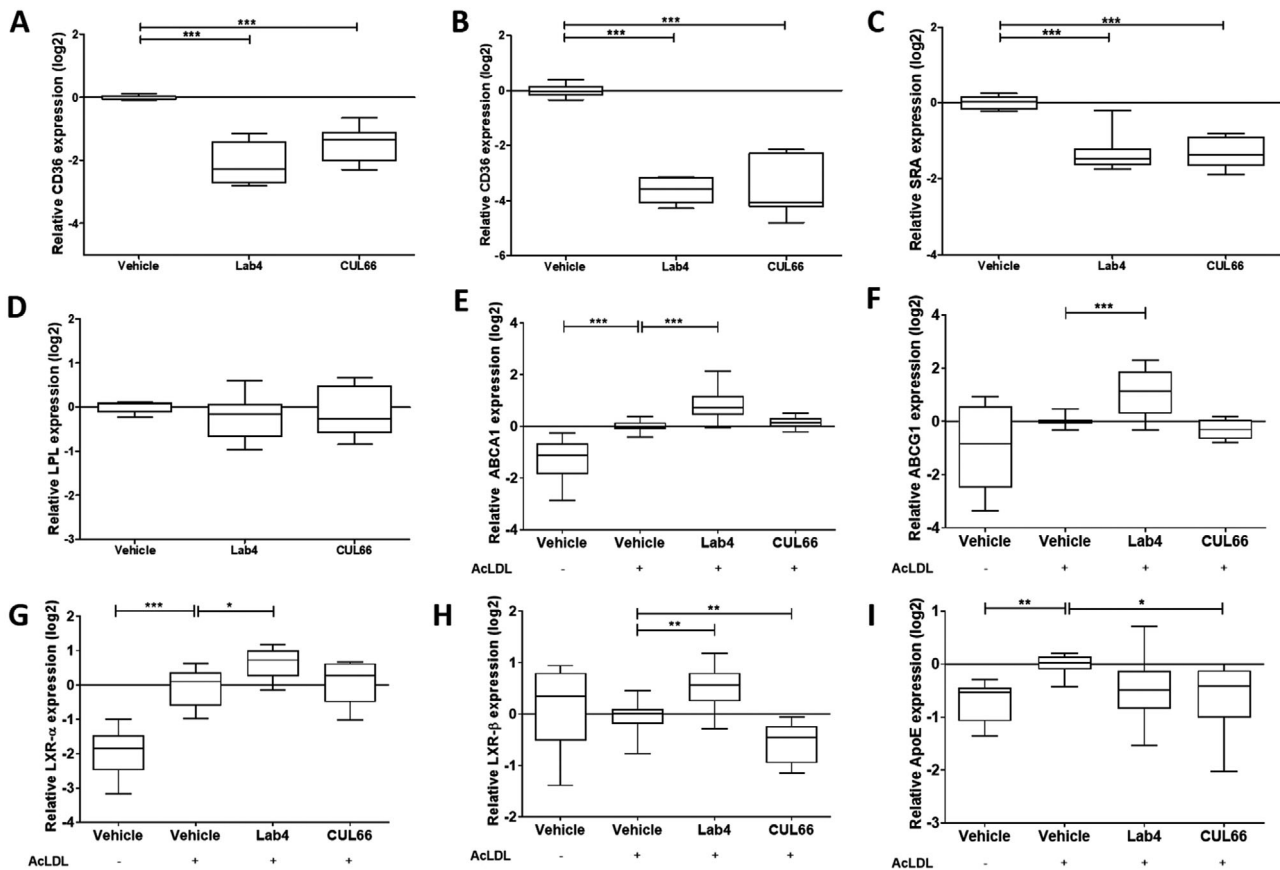 A
Relative CD36 expression (log2)
***
***
2
0
-2
-4
Vehicle Lab4 CUL66
B
Relative CD36 expression (log2)
***
***
2
0
-2
-4
-6
Vehicle Lab4 CUL66
C
Relative SRA expression (log2)
***
***
2
0
-2
-4
Vehicle Lab4 CUL66
D
Relative LPL expression (log2)
2
1
0
-1
-2
-3
Vehicle Lab4 CUL66
E
Relative ABCA1 expression (log2)
*** ***
4
2
0
-2
-4
Vehicle Vehicle Lab4 CUL66
AcLDL - + + +
F
Relative ABCG1 expression (log2)
***
4
2
0
-2
-4
Vehicle Vehicle Lab4 CUL66
AcLDL - + + +
G
Relative LXR-α expression (log2)
*** *
2
1
0
-1
-2
-3
-4
Vehicle Vehicle Lab4 CUL66
AcLDL - + + +
H
Relative LXR-β expression (log2)
**
**
2
1
0
-1
-2
Vehicle Vehicle Lab4 CUL66
AcLDL - + + +
I
Relative ApoE expression (log2)
** *
1
0
-1
-2
-3
Vehicle Vehicle Lab4 CUL66
AcLDL - + + +